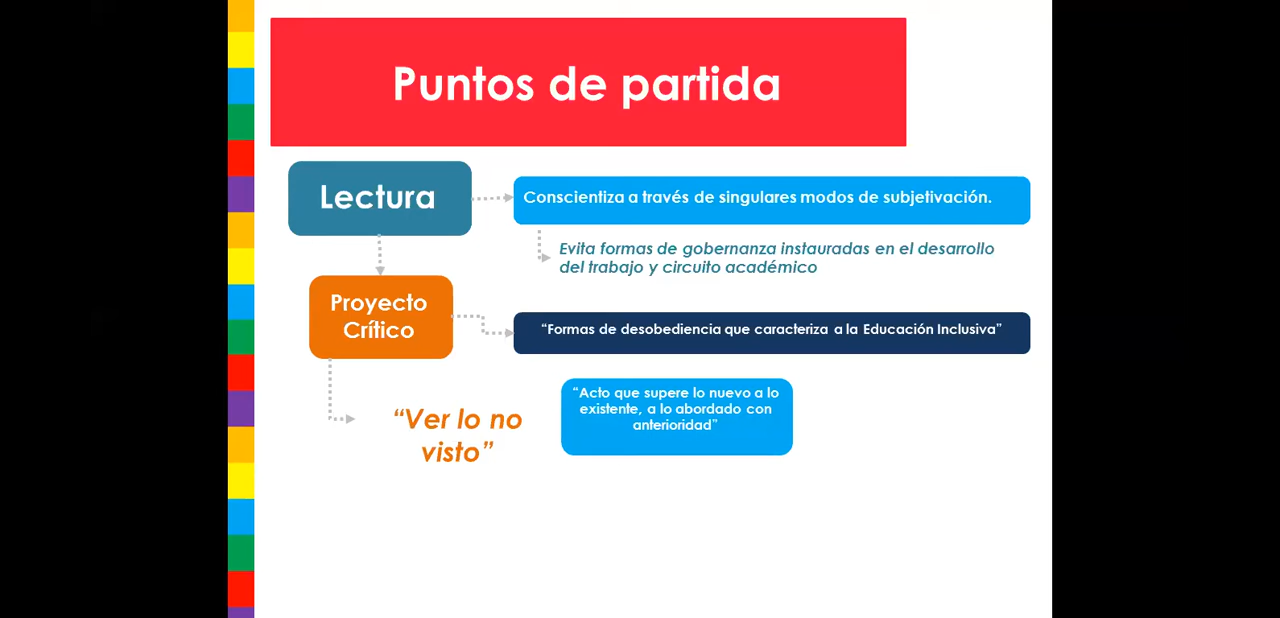 Puntos de partida
Lectura
Conscientiza a través de singulares modos de subjetivación.
Evita formas de gobernanza instauradas en el desarrollo
del trabajo y circuito académico
Proyecto
Crítico
“Formas de desobediencia que caracteriza a la Educación Inclusiva”
“Ver lo no
visto”
“Acto que supere lo nuevo a lo
existente, a lo abordado con
anterioridad”